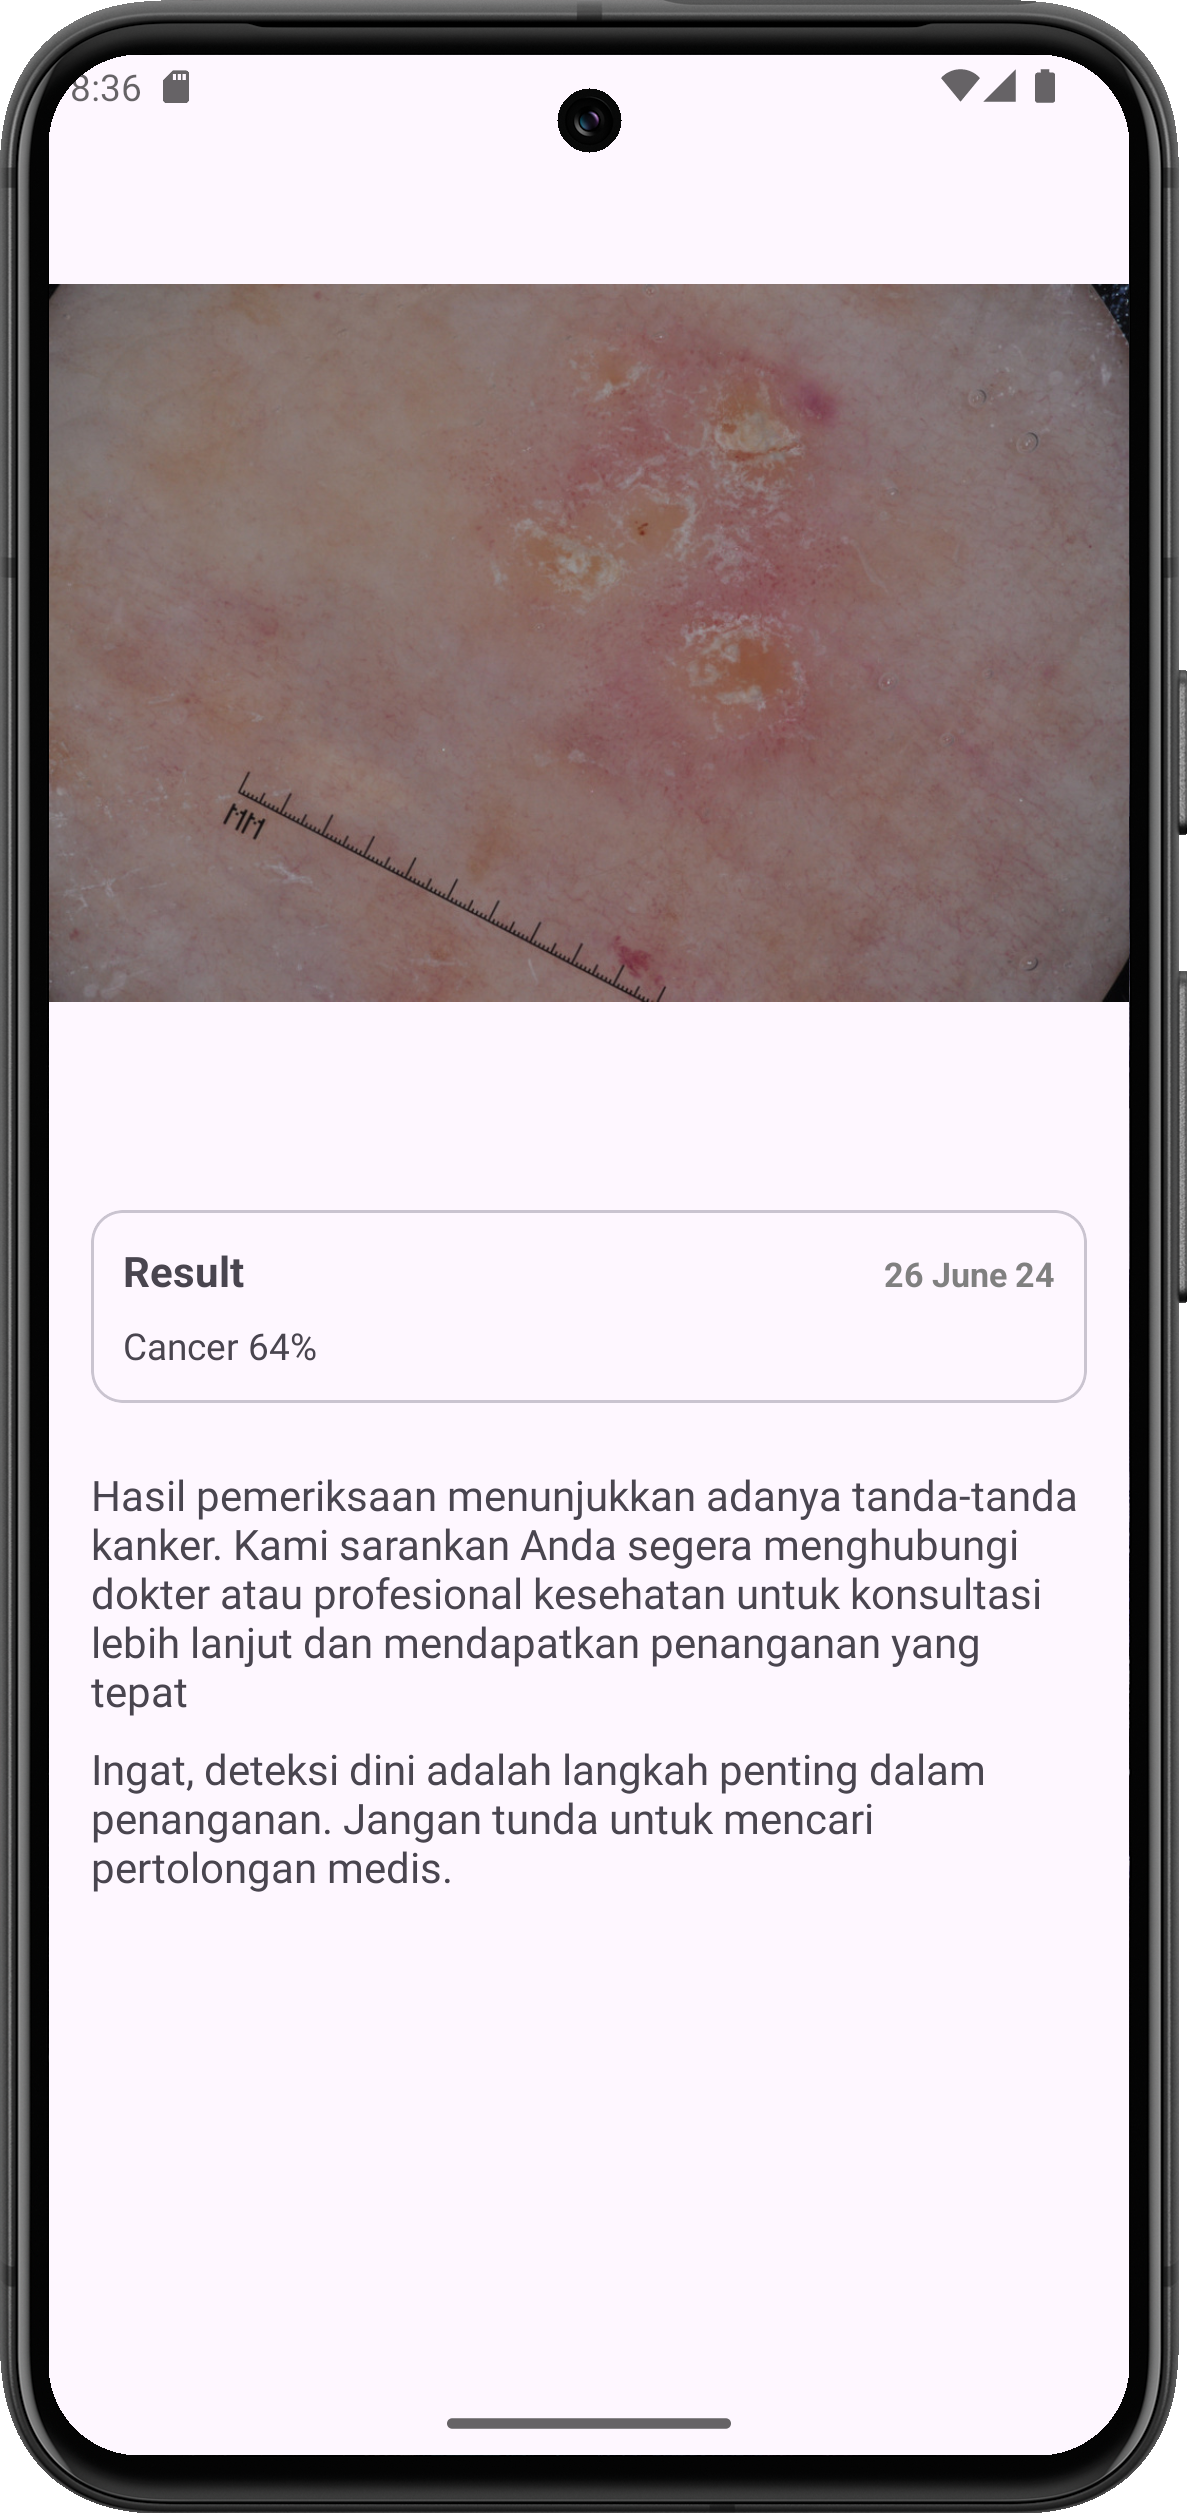 8:36
MM
Result
26 June 24
Cancer 64%
Hasil pemeriksaan menunjukkan adanya tanda-tanda
kanker. Kami sarankan Anda segera menghubungi
dokter atau profesional kesehatan untuk konsultasi
lebih lanjut dan mendapatkan penanganan yang
tepat
Ingat, deteksi dini adalah langkah penting dalam
penanganan. Jangan tunda untuk mencari
pertolongan medis.